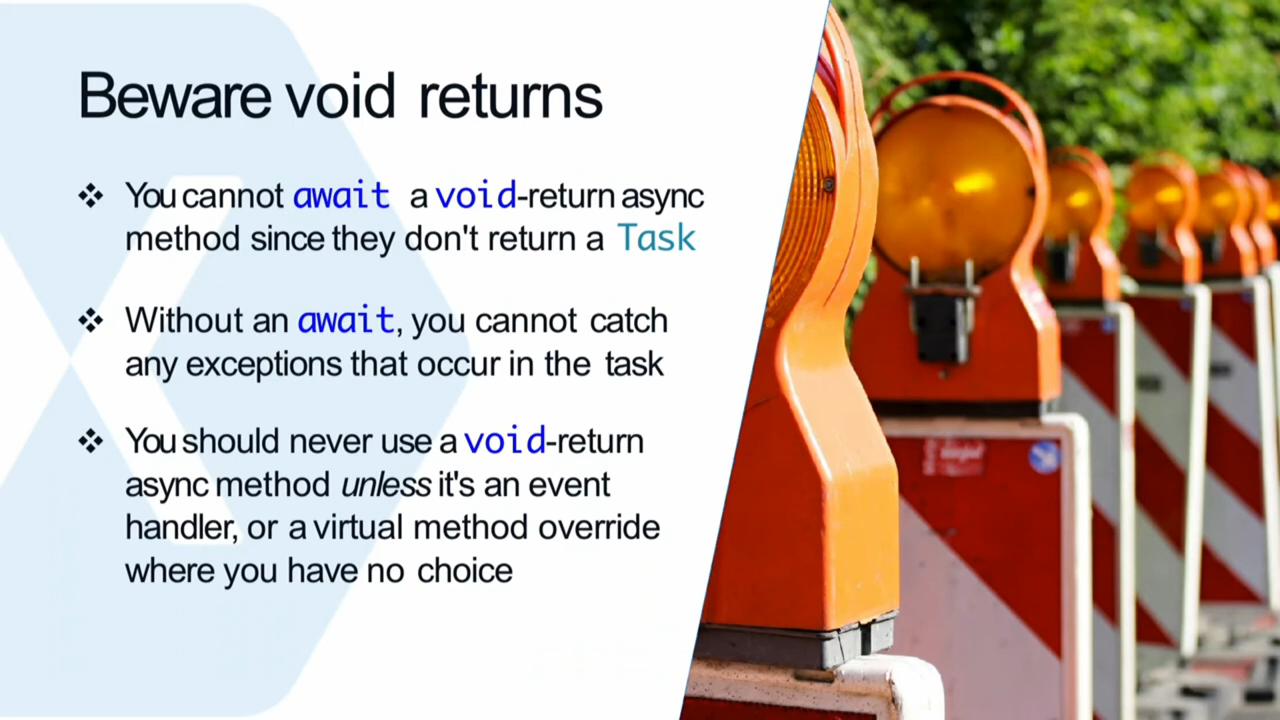 Beware void returns
❖ You cannot await a void-return async
method since they don't return a Task
❖ Without an await, you cannot catch
any exceptions that occur in the task
❖ You should never use a void-return
async method unless it's an event
handler, or a virtual method override
where you have no choice